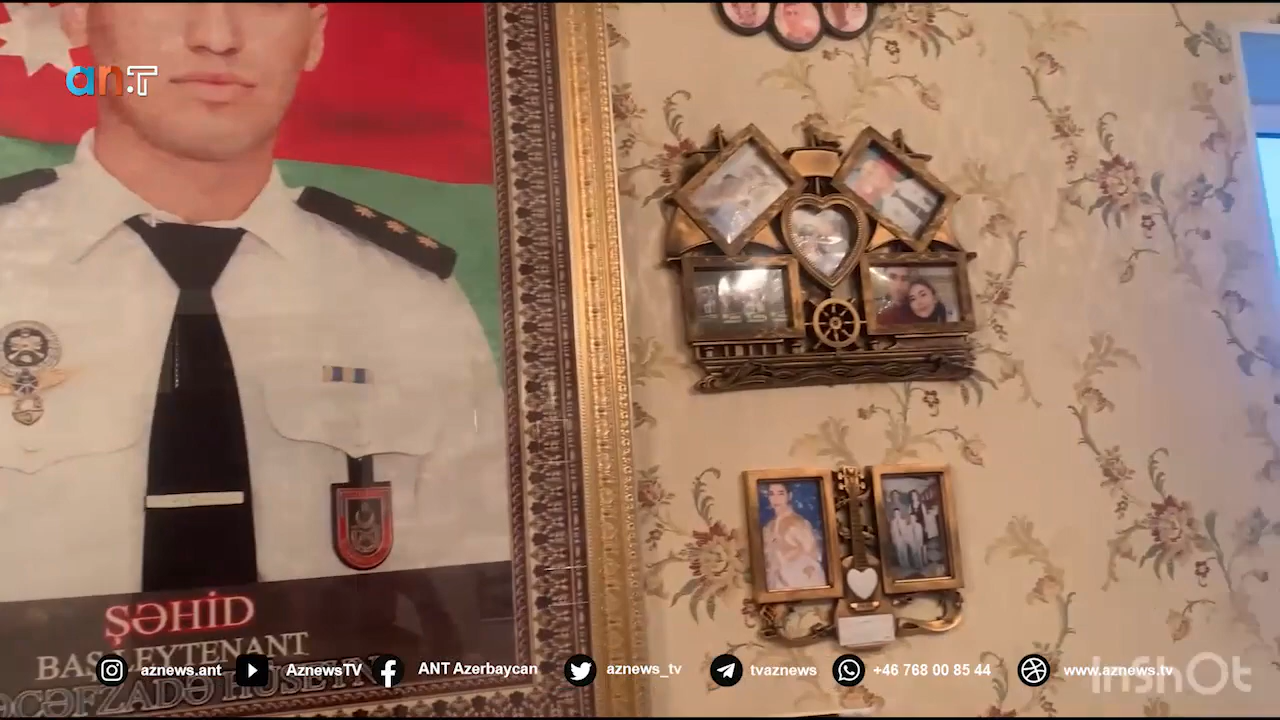 an.T
ŞƏHİD
BAŞ LEYTENANT
aznews.ant
AznewsTV
ANT Azerbaycan
aznews_tv
tvaznews
+46 768 00 85 44
www.aznews.tv
InShOt